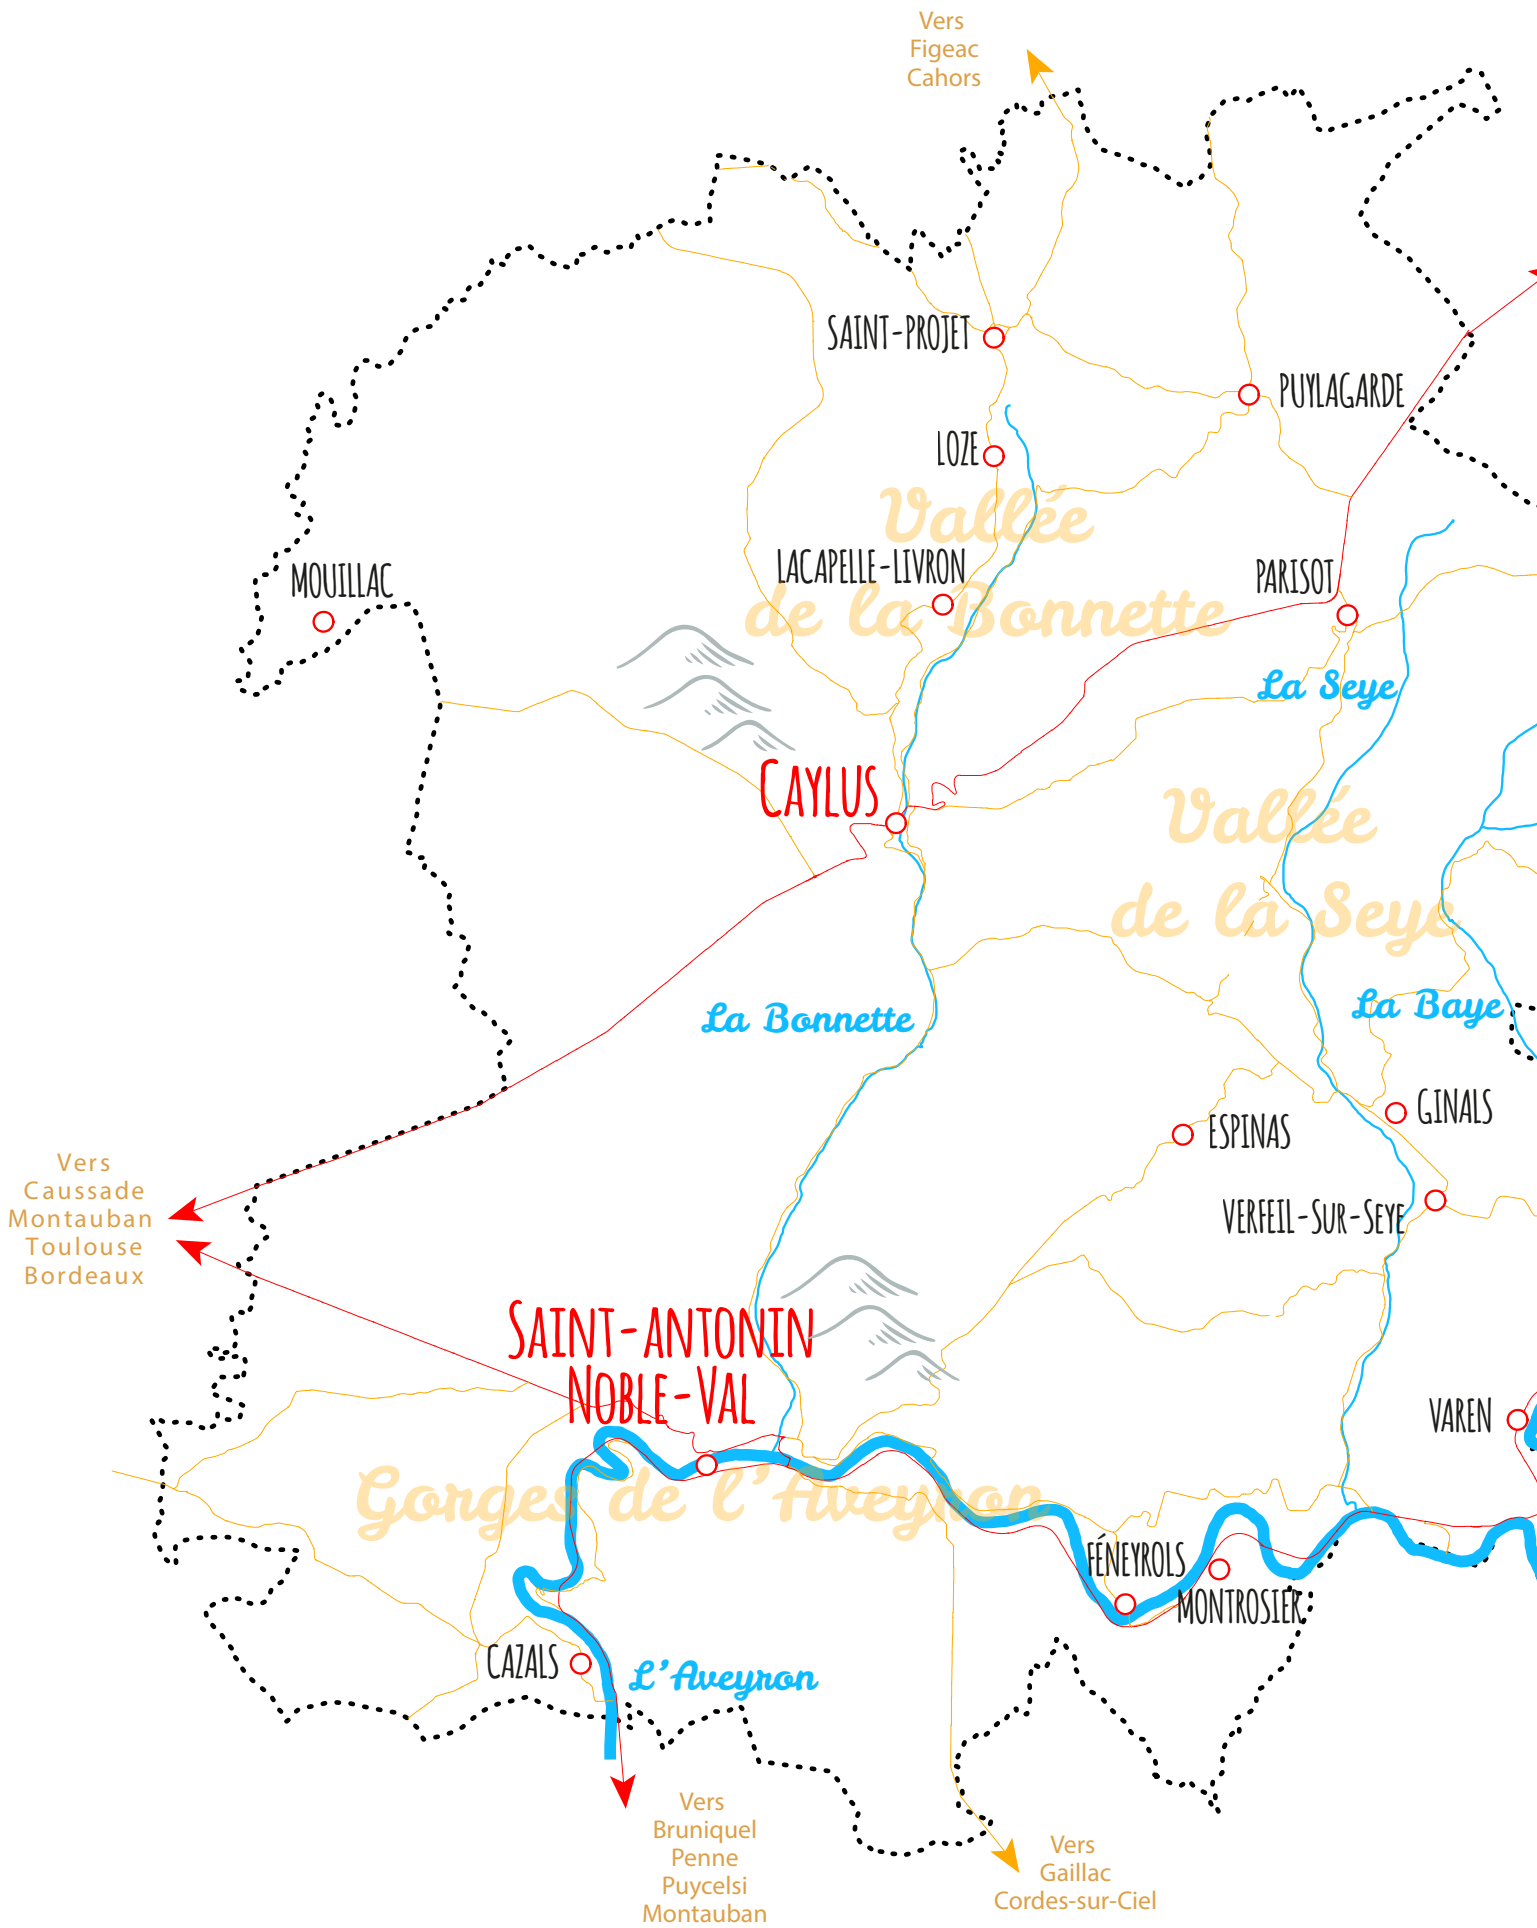 Vers
Figeac
Cahors
SAINT-PROJET
PUYLAGARDE
LOZE
Vallée
de la Bonnette
LACAPELLE-LIVRON
MOUILLAC
PARISOT
La Seye
CAYLUS
Vallée
de la Seye
La Bonnette
La Baye
GINALS
ESPINAS
VERFEIL-SUR-SEYE
Vers
Caussade
Montauban
Toulouse
Bordeaux
SAINT-ANTONIN
NOBLE-VAL
VAREN
Gorges de l'Aveyron
FÉNEYROLS
MONTROSIER
CAZALS
L'Aveyron
Vers
Bruniquel
Penne
Puycelsi
Montauban
Vers
Gaillac
Cordes-sur-Ciel